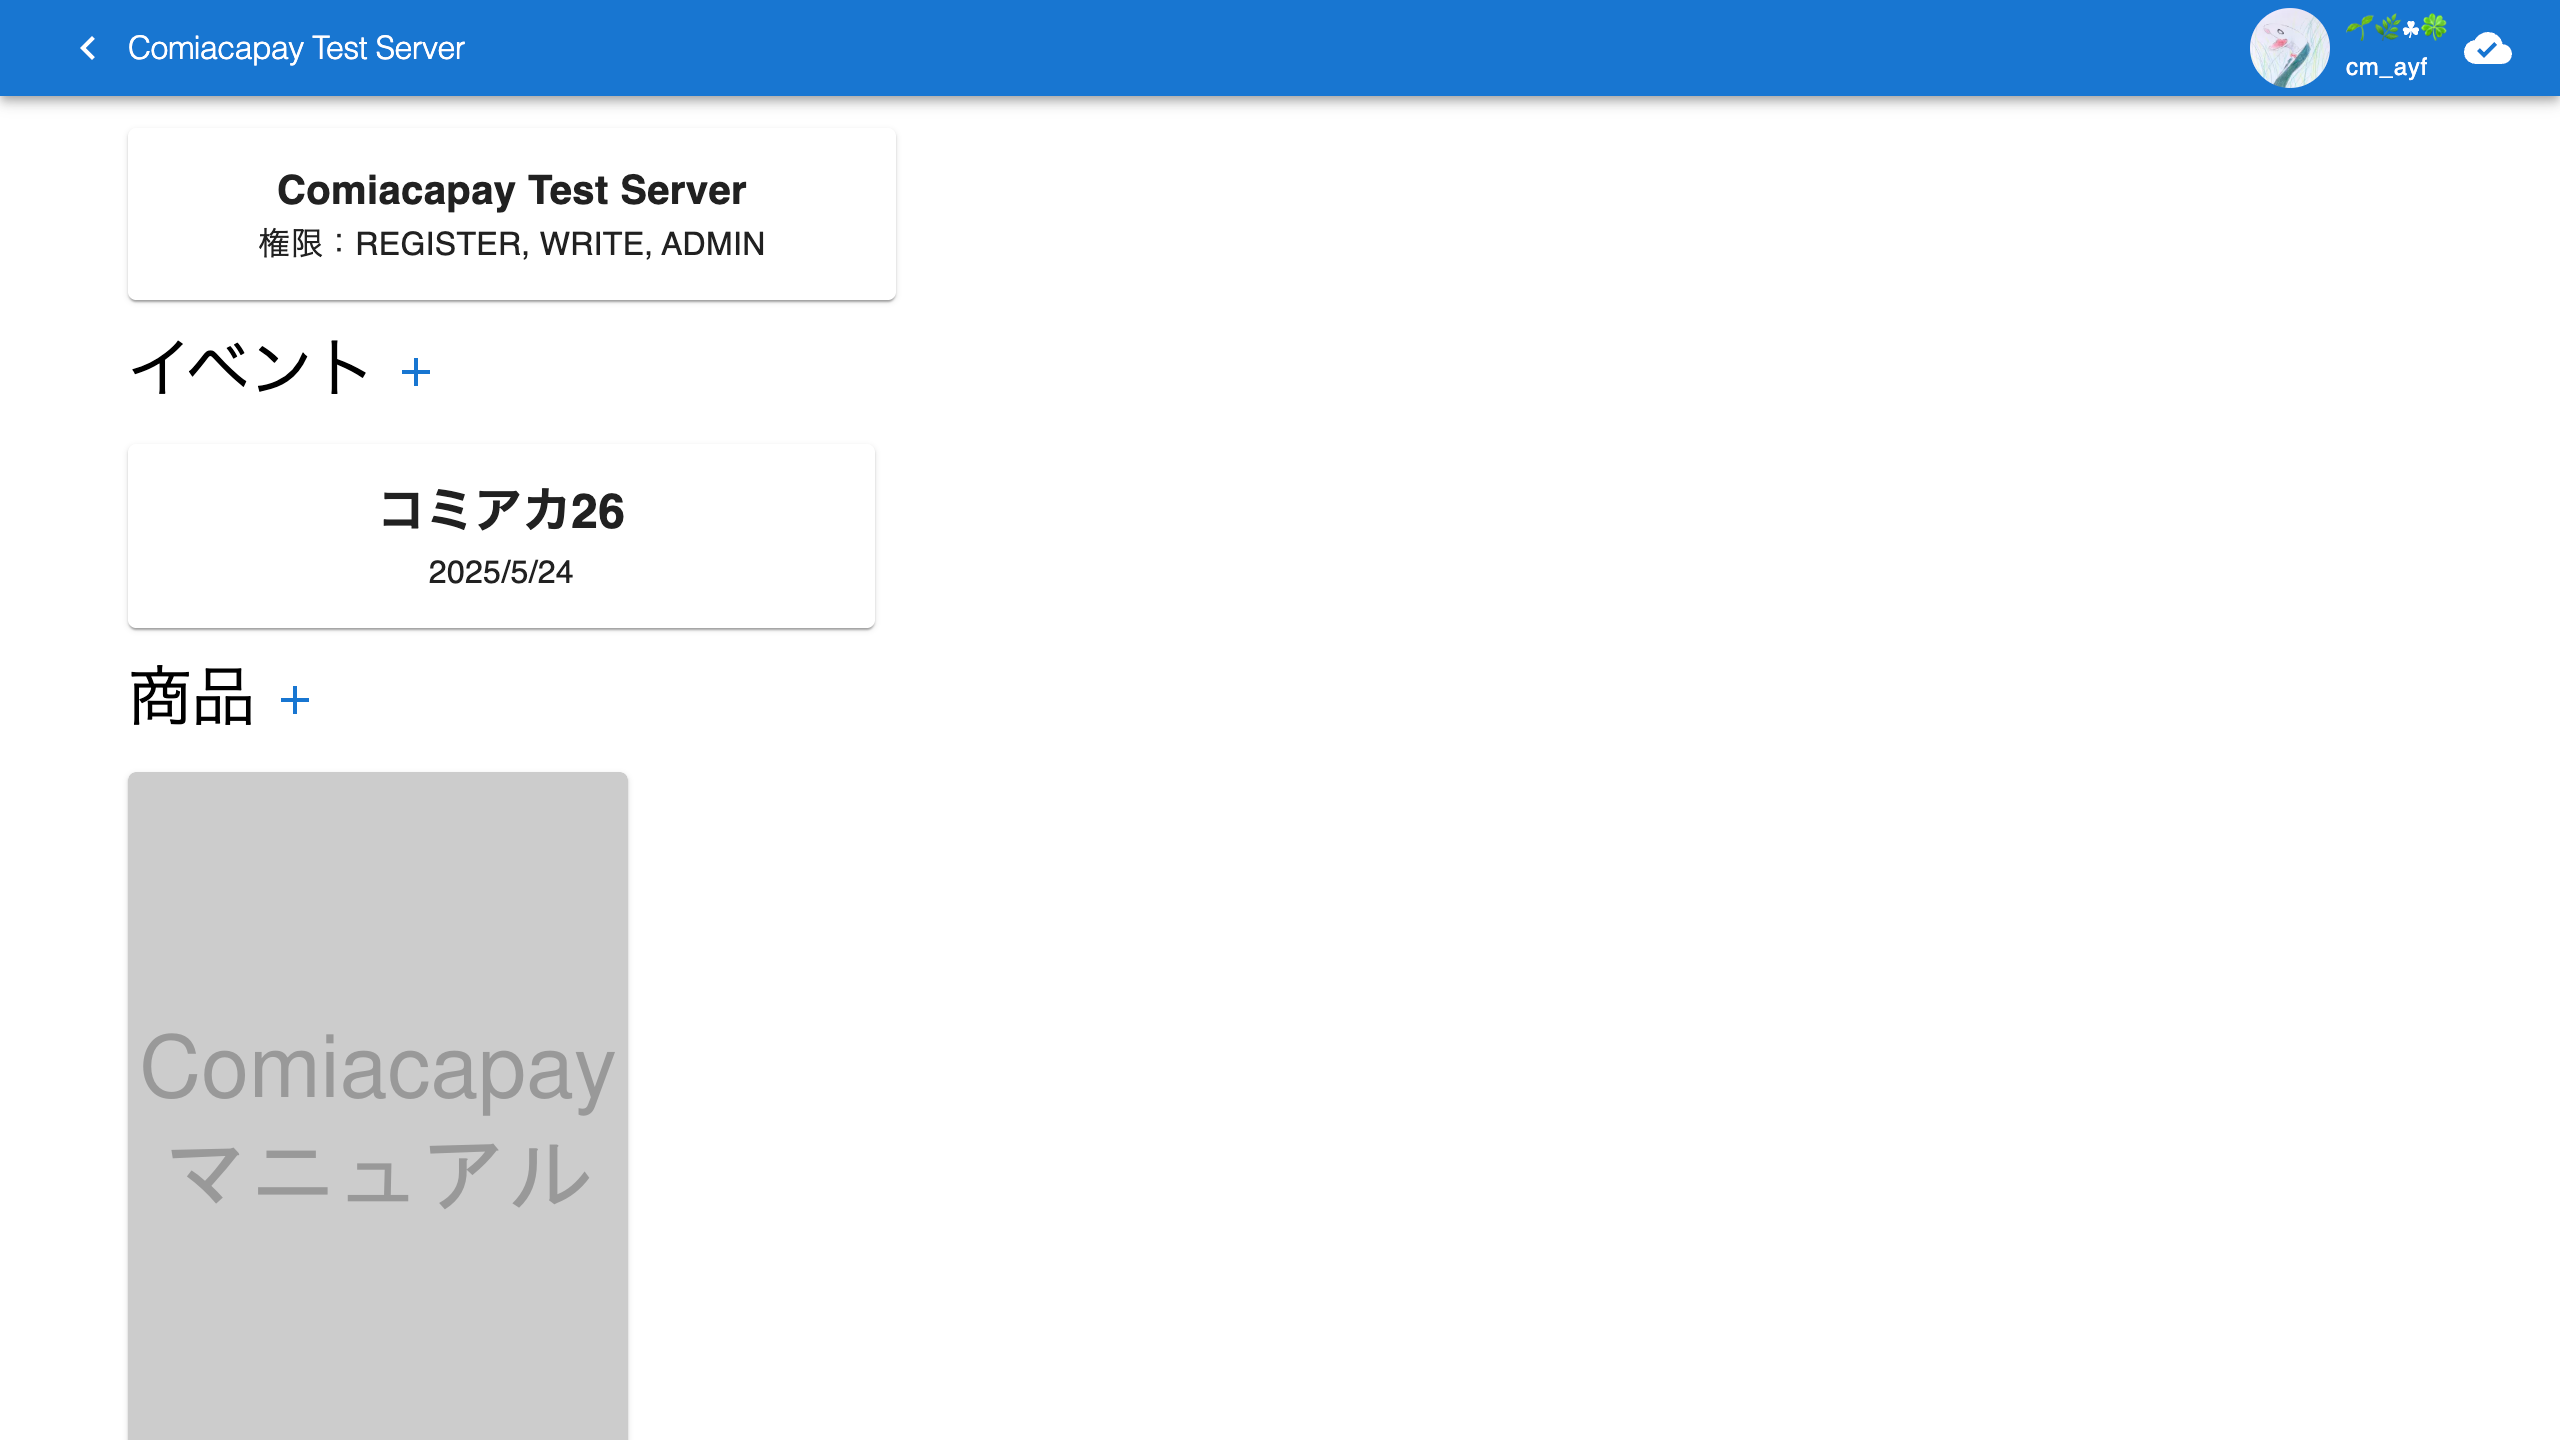 Comiacapay Test Server
🌱🌿☘🍀
cm_ayf
Comiacapay Test Server
権限：REGISTER, WRITE, ADMIN
イベント +
コミアカ26
2025/5/24
商品 +
Comiacapay
マニュアル